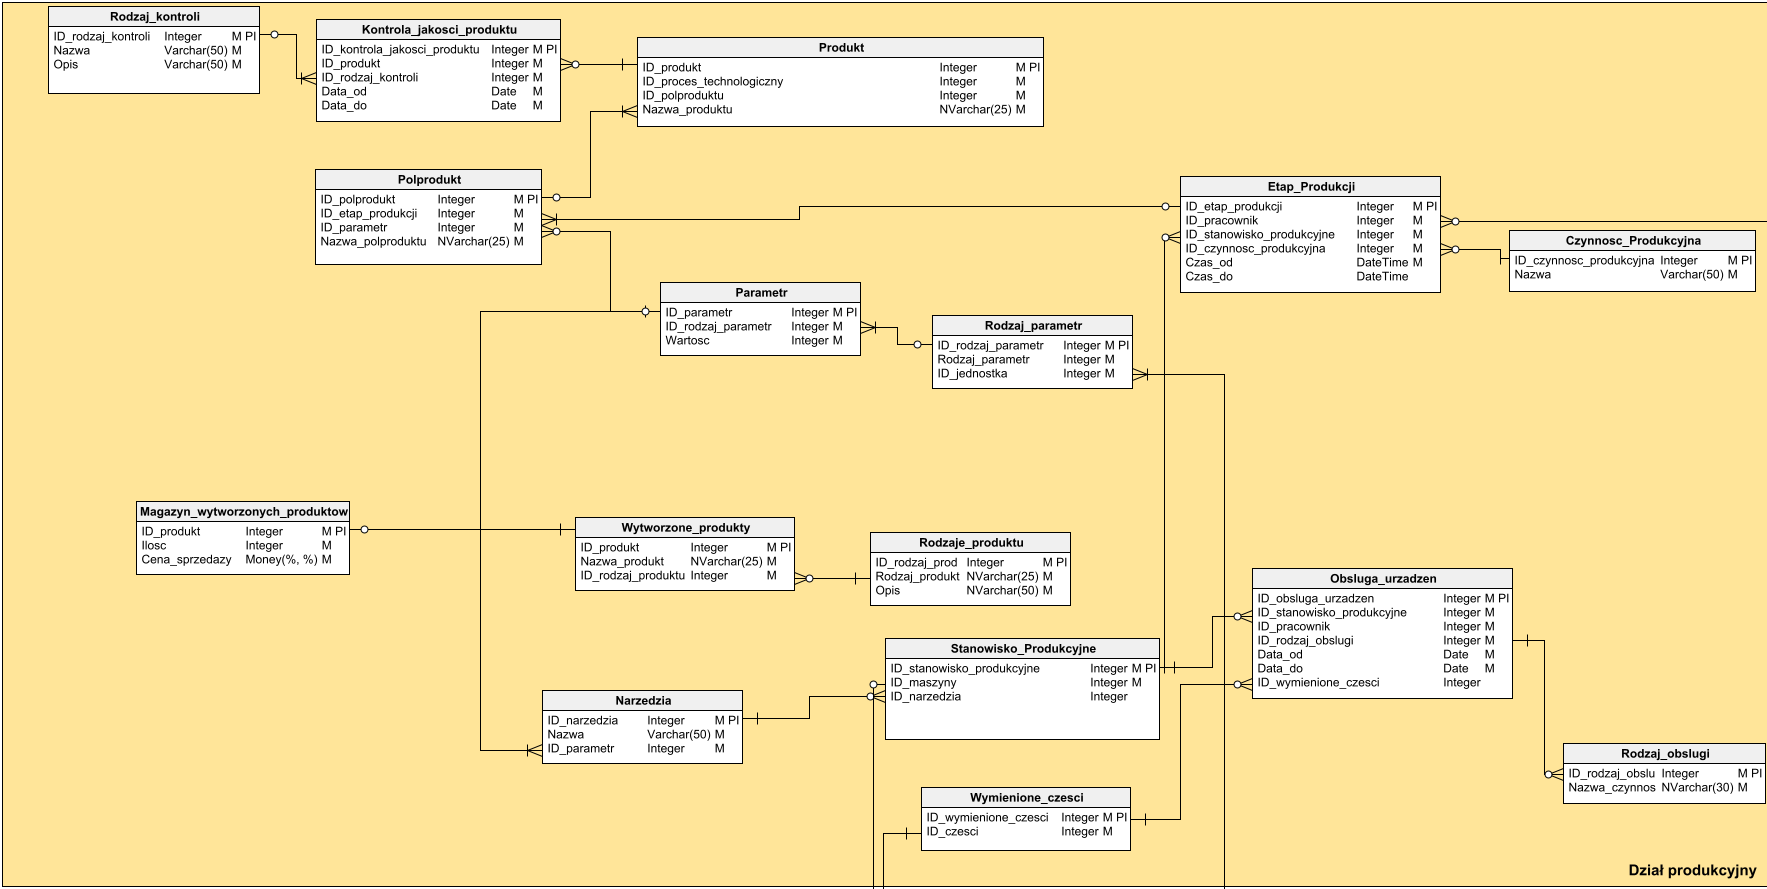 Rodzaj_kontroli
ID_rodzaj_kontroli Integer M PI
Nazwa Varchar(50) M
Opis Varchar(50) M
Kontrola_jakosci_produktu
ID_kontrola_jakosci_produktu Integer M PI
ID_produkt Integer M
ID_rodzaj_kontroli Integer M
Data_od Date M
Data_do Date M
Produkt
ID_produkt Integer M PI
ID_proces_technologiczny Integer M
ID_polproduktu Integer M
Nazwa_produktu NVarchar(25) M
Polprodukt
ID_polprodukt Integer M PI
ID_etap_produkcji Integer M
ID_parametr Integer M
Nazwa_polproduktu NVarchar(25) M
Etap_Produkcji
ID_etap_produkcji Integer M PI
ID_pracownik Integer M
ID_stanowisko_produkcyjne Integer M
ID_czynnosc_produkcyjna Integer M
Czas_od DateTime M
Czas_do DateTime
Czynnosc_Produkcyjna
ID_czynnosc_produkcyjna Integer M PI
Nazwa Varchar(50) M
Parametr
ID_parametr Integer M PI
ID_rodzaj_parametr Integer M
Wartosc Integer M
Rodzaj_parametr
ID_rodzaj_parametr Integer M PI
Rodzaj_parametr Integer M
ID_jednostka Integer M
Magazyn_wytworzonych_produktow
ID_produkt Integer M PI
Ilosc Integer M
Cena_sprzedazy Money(%, %) M
Wytworzone_produkty
ID_produkt Integer M PI
Nazwa_produkt NVarchar(25) M
ID_rodzaj_produktu Integer M
Rodzaje_produktu
ID_rodzaj_prod Integer M PI
Rodzaj_produkt NVarchar(25) M
Opis NVarchar(50) M
Obsluga_urzadzen
ID_obsluga_urzadzen Integer M PI
ID_stanowisko_produkcyjne Integer M
ID_pracownik Integer M
ID_rodzaj_obslugi Integer M
Data_od Date M
Data_do Date M
ID_wymienione_czesci Integer
Stanowisko_Produkcyjne
ID_stanowisko_produkcyjne Integer M PI
ID_maszyny Integer M
ID_narzedzia Integer
Narzedzia
ID_narzedzia Integer M PI
Nazwa Varchar(50) M
ID_parametr Integer M
Rodzaj_obslugi
ID_rodzaj_obslu Integer M PI
Nazwa_czynnos NVarchar(30) M
Wymienione_czesci
ID_wymienione_czesci Integer M PI
ID_czesci Integer M
Dział produkcyjny